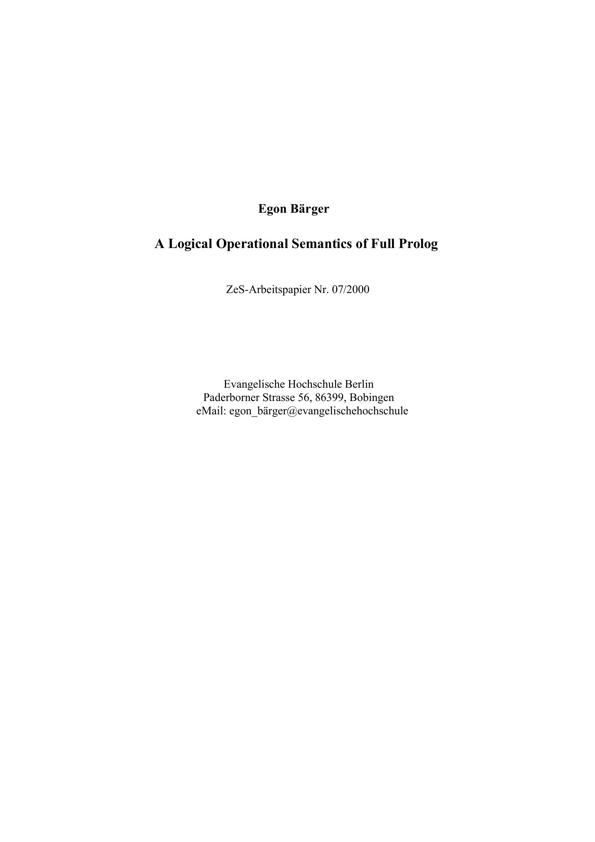 Egon Bärger
A Logical Operational Semantics of Full Prolog
ZeS-Arbeitspapier Nr. 07/2000
Evangelische Hochschule Berlin
Paderborner Strasse 56, 86399, Bobingen
eMail: egon_bärger@evangelischehochschule